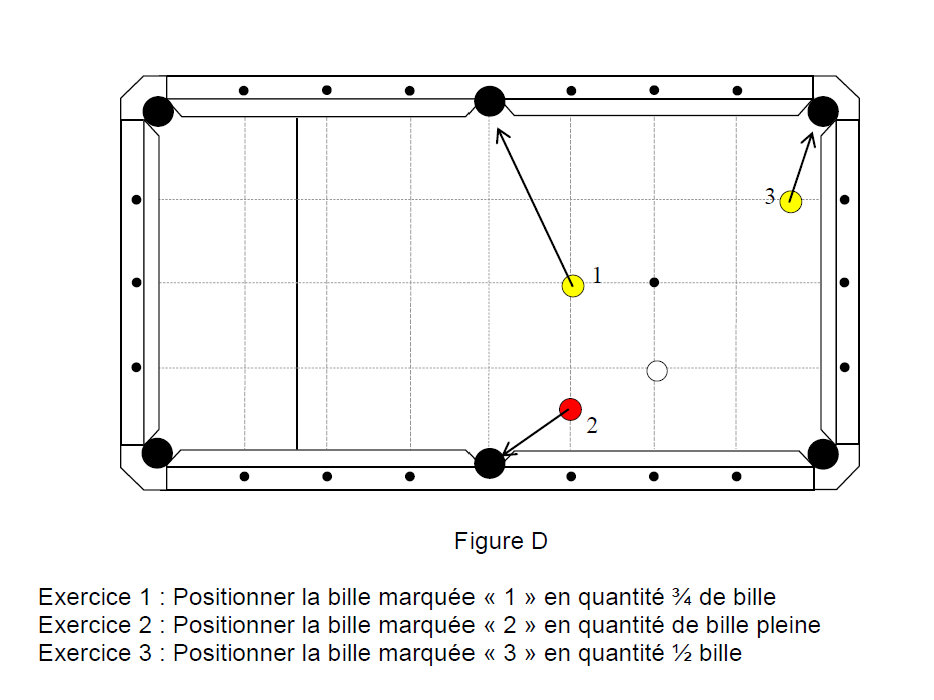 3
1
2
Figure D
Exercice 1 : Positionner la bille marquée « 1 » en quantité ¾ de bille
Exercice 2 : Positionner la bille marquée « 2 » en quantité de bille pleine
Exercice 3 : Positionner la bille marquée « 3 » en quantité ½ bille